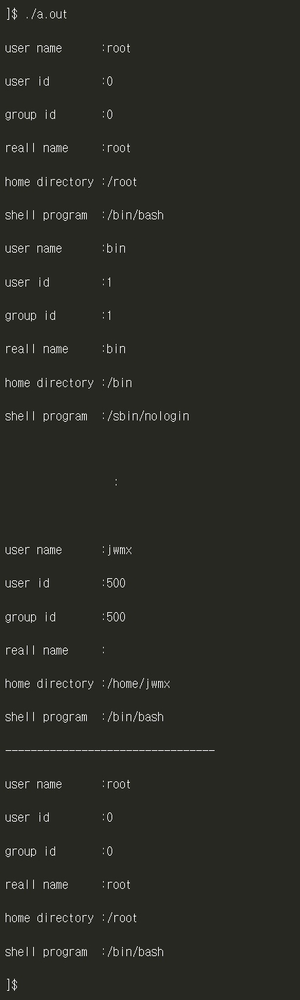 ]$ ./a.out
user name      :root
user id        :0
group id       :0
reall name     :root
home directory :/root
shell program  :/bin/bash
user name      :bin
user id        :1
group id       :1
reall name     :bin
home directory :/bin
shell program  :/sbin/nologin
:
user name      :jwmx
user id        :500
group id       :500
reall name     :
home directory :/home/jwmx
shell program  :/bin/bash
---------------------------------
user name      :root
user id        :0
group id       :0
reall name     :root
home directory :/root
shell program  :/bin/bash
]$